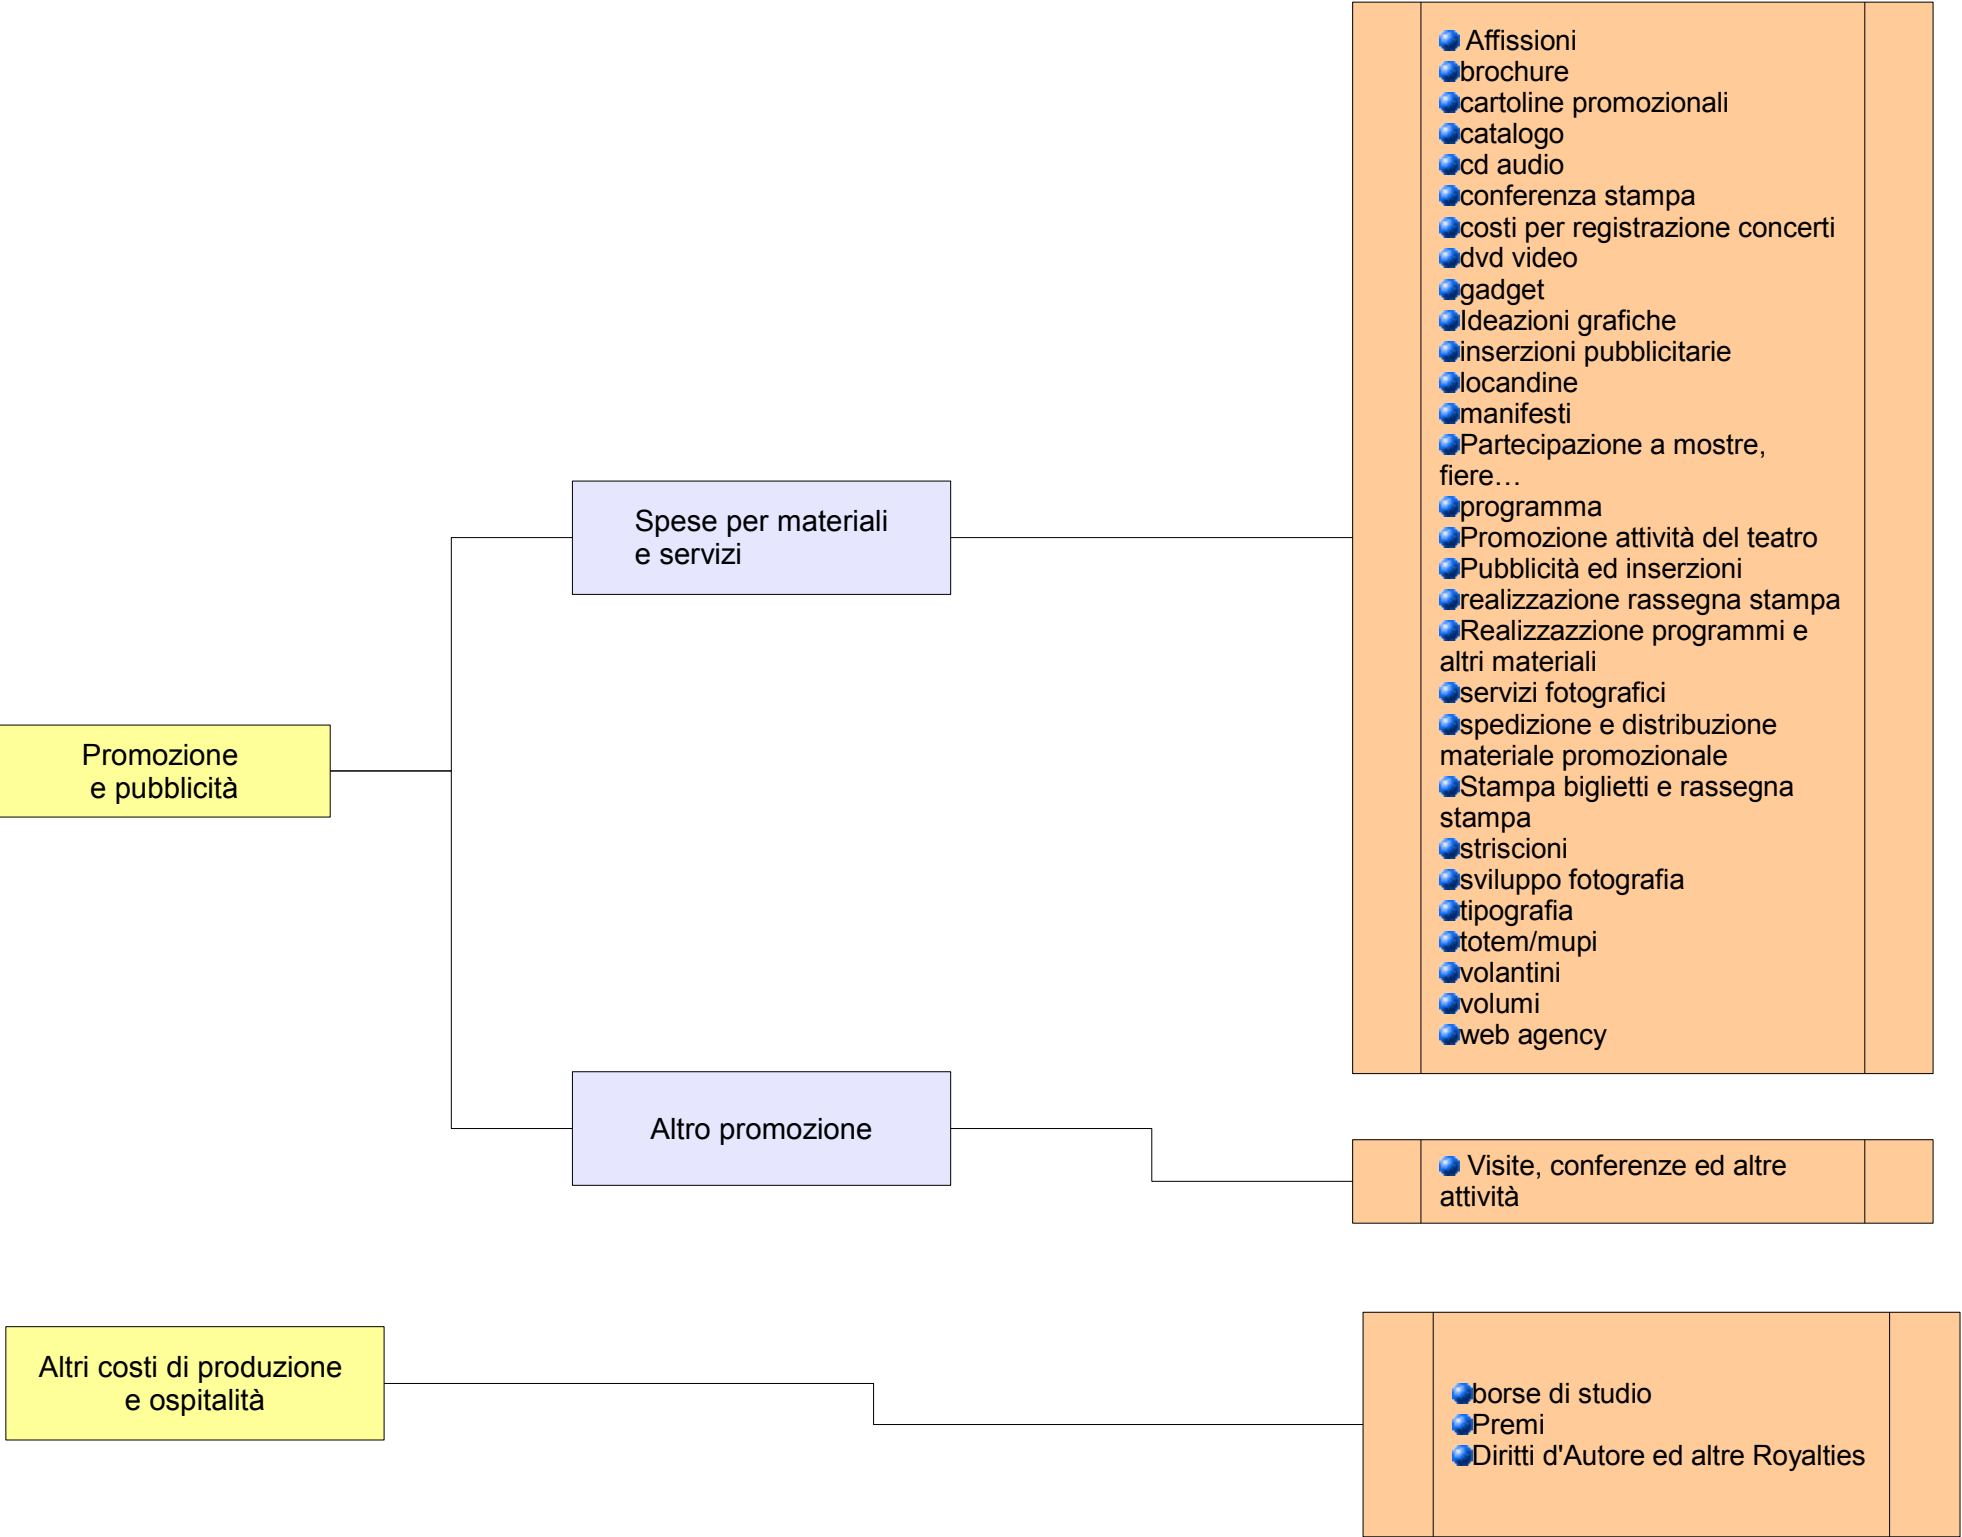 Affissioni
brochure
cartoline promozionali
catalogo
cd audio
conferenza stampa
costi per registrazione concerti
dvd video
gadget
Ideazioni grafiche
inserzioni pubblicitarie
locandine
manifesti
Partecipazione a mostre,
fiere…
programma
Promozione attività del teatro
Pubblicità ed inserzioni
realizzazione rassegna stampa
Realizzazzione programmi e
altri materiali
servizi fotografici
spedizione e distribuzione
materiale promozionale
Stampa biglietti e rassegna
stampa
striscioni
sviluppo fotografia
tipografia
totem/mupi
volantini
volumi
web agency
Spese per materiali
e servizi
Promozione
e pubblicità
Altro promozione
Visite, conferenze ed altre
attività
Altri costi di produzione
e ospitalità
borse di studio
Premi
Diritti d'Autore ed altre Royalties